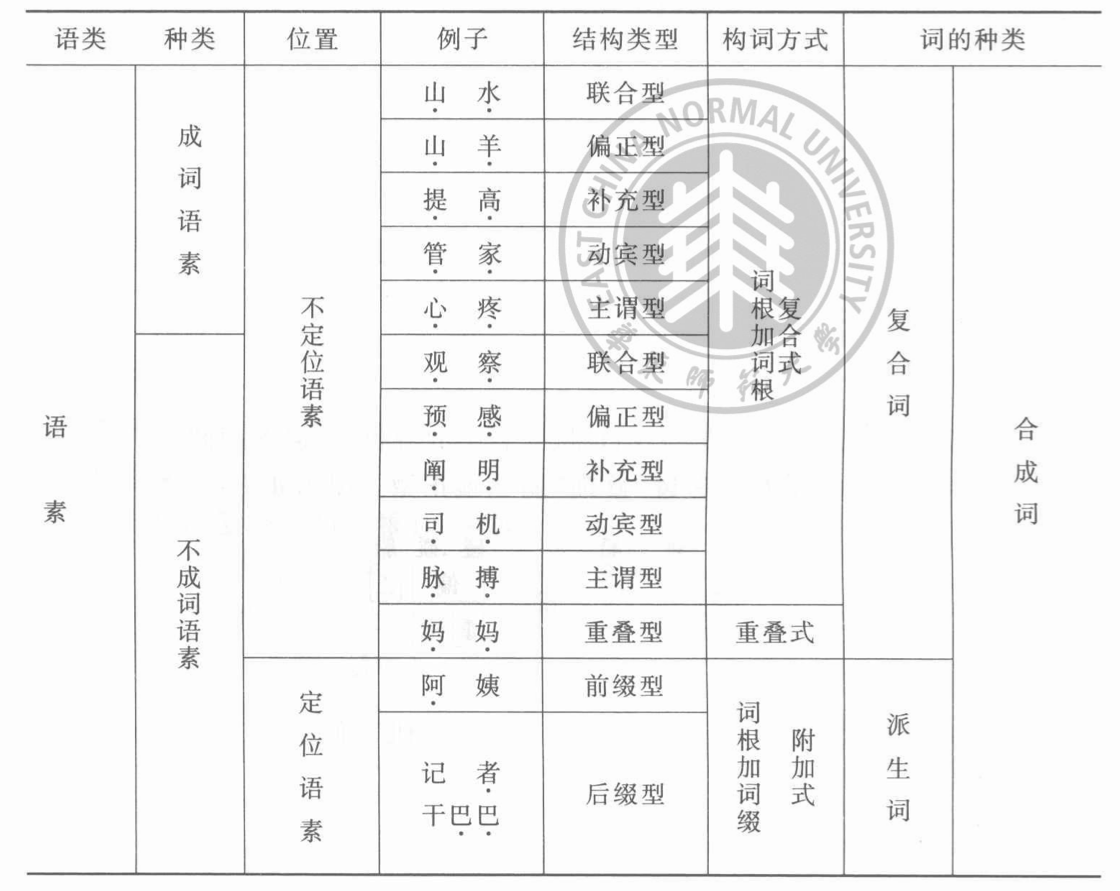 语类 种类 位置 例子 结构类型 构词方式 词的种类
语素
成词语素
不定位语素
山 水 联合型
山 羊 偏正型
提 高 补充型
管 家 动宾型
心 疼 主谓型
观 察 联合型
预 感 偏正型
阐 明 补充型
司 机 动宾型
脉 搏 主谓型
词根加词根 复合式
复合词
合成词
不成词语素
妈 妈 重叠型 重叠式
定位语素
阿 姨 前缀型
记 者
干巴巴
后缀型
词根加词缀 附加式
派生词
EAST CHINA NORMAL UNIVERSITY